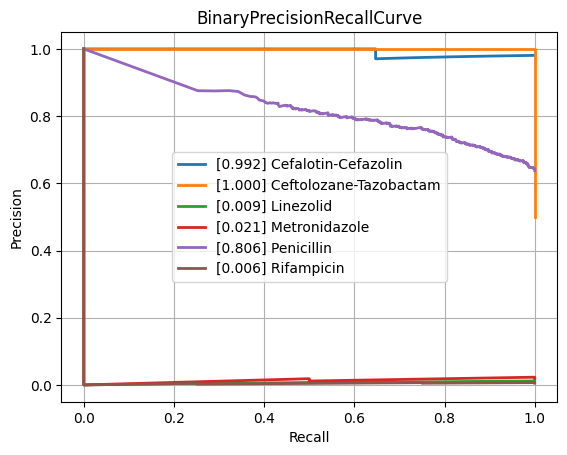 BinaryPrecisionRecallCurve
1.0
0.8
0.6
0.4
0.2
0.0
Precision
[0.992] Cefalotin-Cefazolin
[1.000] Ceftolozane-Tazobactam
[0.009] Linezolid
[0.021] Metronidazole
[0.806] Penicillin
[0.006] Rifampicin
0.0 0.2 0.4 0.6 0.8 1.0
Recall